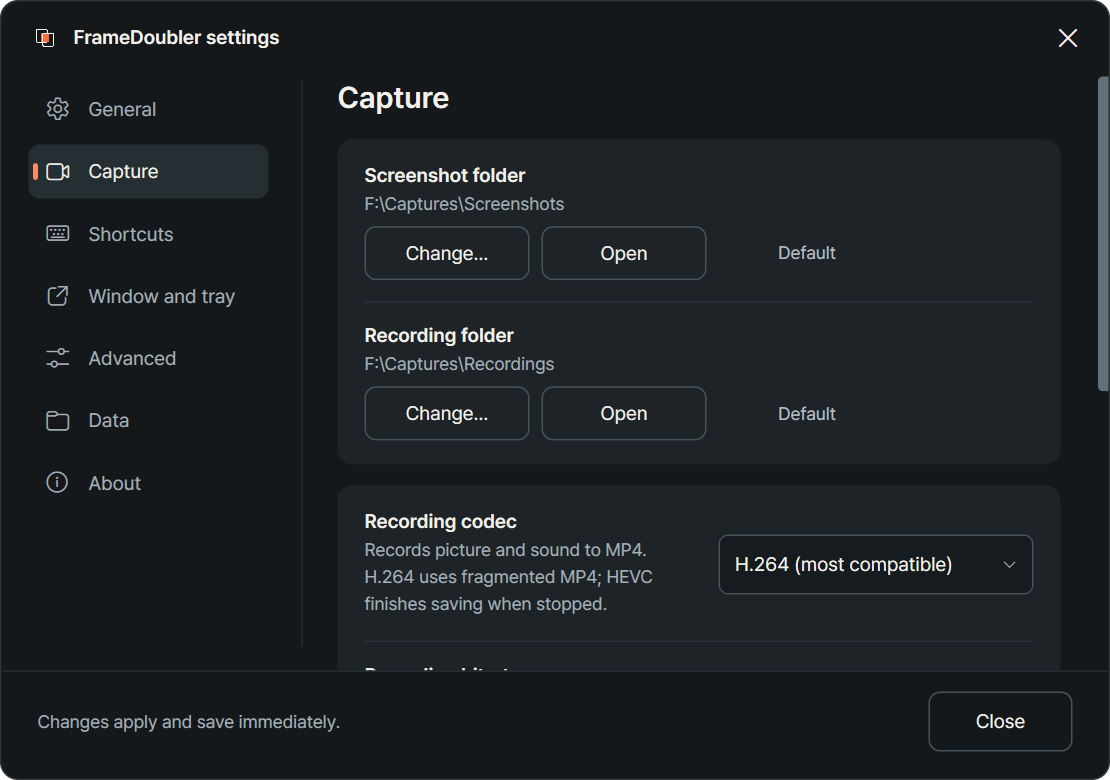 FrameDoubler settings
General
Capture
Shortcuts
Window and tray
Advanced
Data
About
Capture
Screenshot folder
F:\Captures\Screenshots
Change...
Open
Default
Recording folder
F:\Captures\Recordings
Change...
Open
Default
Recording codec
Records picture and sound to MP4.
H.264 uses fragmented MP4; HEVC
finishes saving when stopped.
H.264 (most compatible)
Changes apply and save immediately.
Close